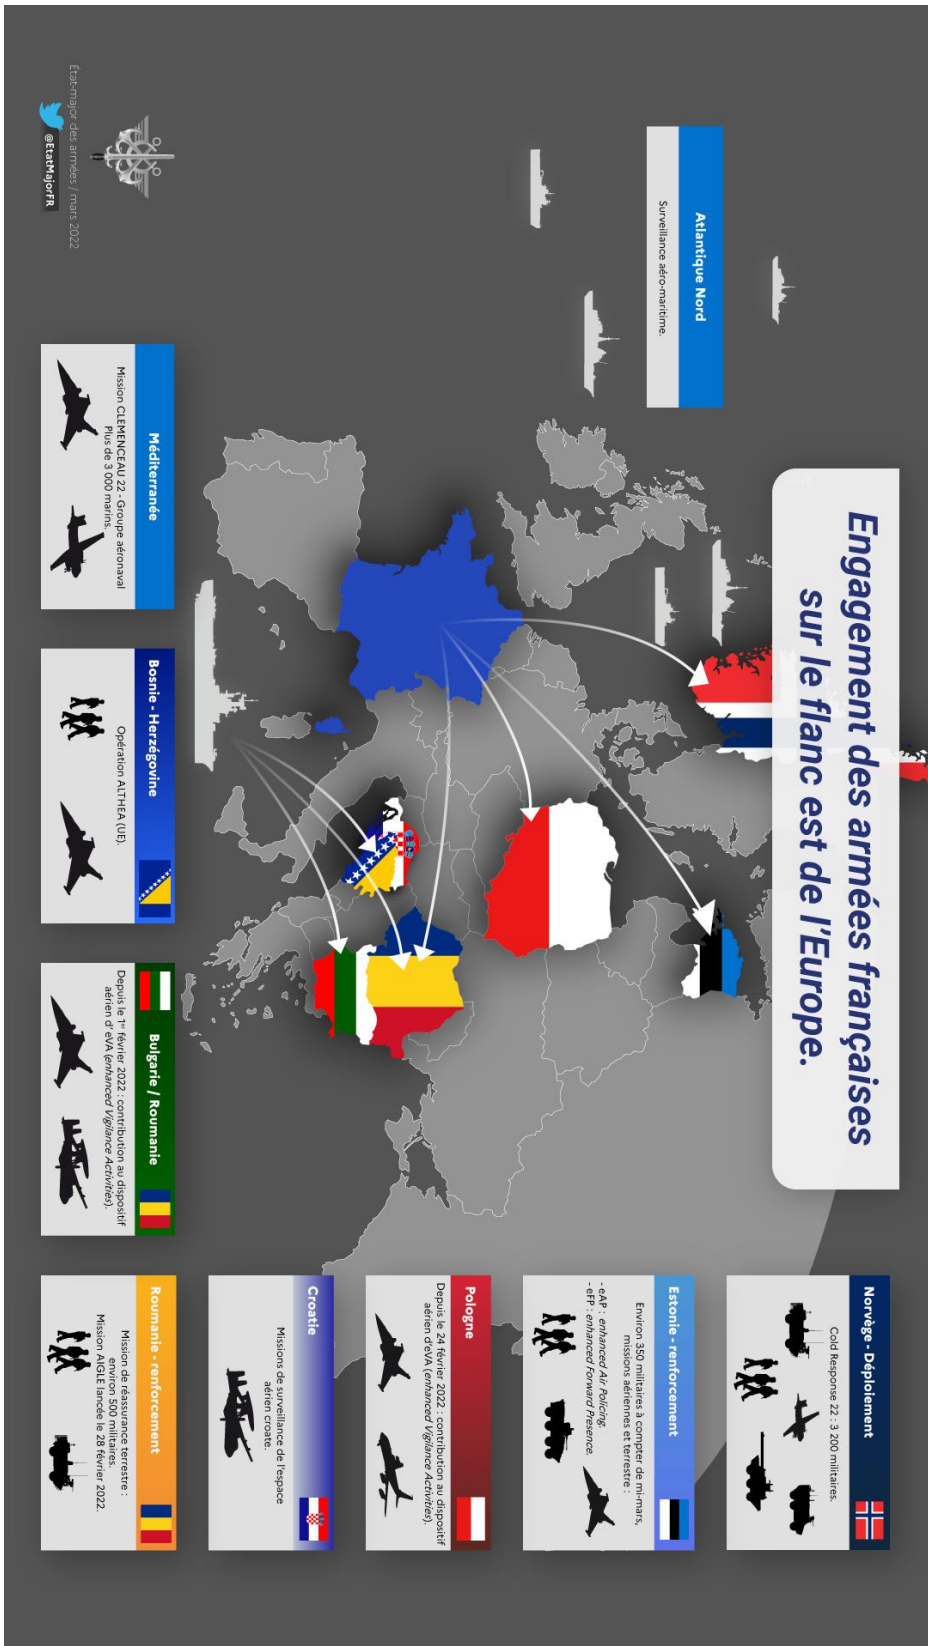 Engagement des armées françaises
sur le flanc est de l'Europe.
Atlantique Nord
Surveillance aéro-maritime.
Norvège - Déploiement
Cold Response 22 : 3 200 militaires.
Estonie - renforcement
Environ 350 militaires à compter de mi-mars,
missions aériennes et terrestre :
- eAP : enhanced Air Policing.
- eFP : enhanced Forward Presence.
Pologne
Depuis le 24 février 2022 : contribution au dispositif
aérien d'eVA (enhanced Vigilance Activities).
Croatie
Missions de surveillance de l'espace
aérien croate.
Méditerranée
Mission CLEMENCEAU 22 - Groupe aéronaval
Plus de 3 000 marins.
Bosnie - Herzégovine
Opération ALTHEA (UE).
Bulgarie / Roumanie
Depuis le 1er février 2022 : contribution au dispositif
aérien d' eVA (enhanced Vigilance Activities).
Roumanie - renforcement
Mission de réassurance terrestre :
environ 500 militaires.
Mission AIGLE lancée le 28 février 2022.
État-major des armées / mars 2022
@EtatMajorFR